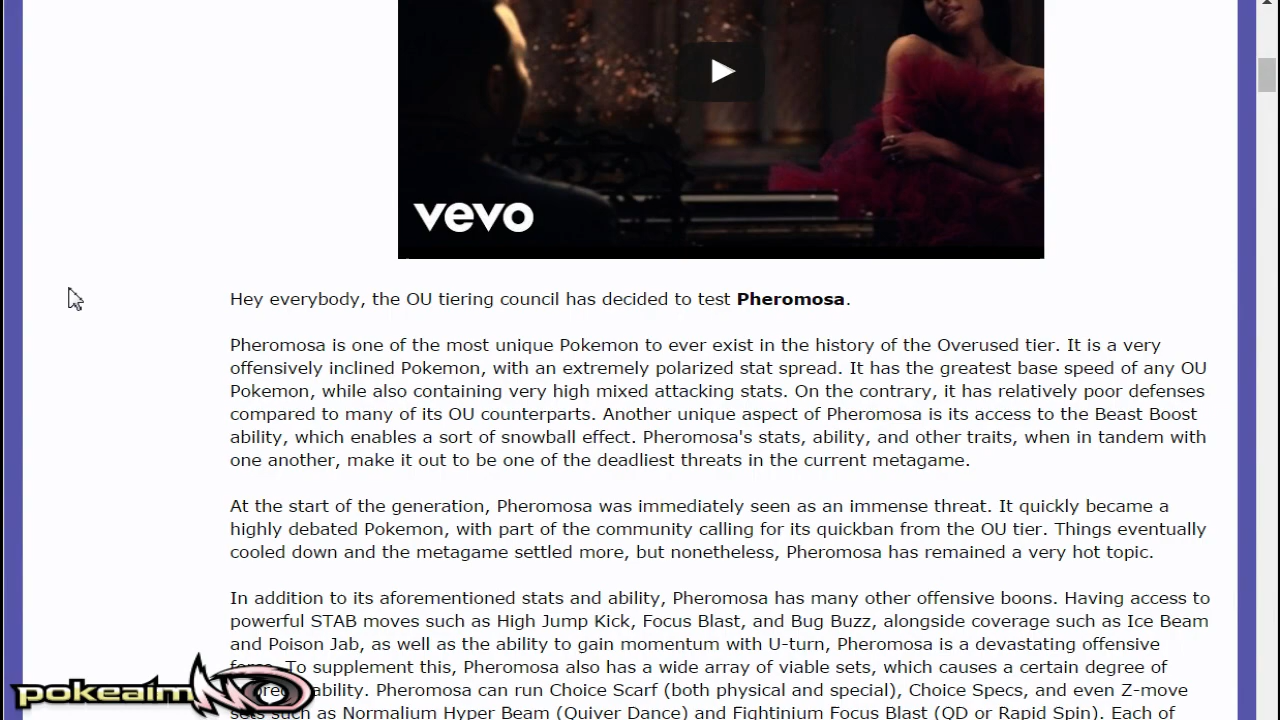 vevo
Hey everybody, the OU tiering council has decided to test Pheromosa.
Pheromosa is one of the most unique Pokemon to ever exist in the history of the Overused tier. It is a very
offensively inclined Pokemon, with an extremely polarized stat spread. It has the greatest base speed of any OU
Pokemon, while also containing very high mixed attacking stats. On the contrary, it has relatively poor defenses
compared to many of its OU counterparts. Another unique aspect of Pheromosa is its access to the Beast Boost
ability, which enables a sort of snowball effect. Pheromosa's stats, ability, and other traits, when in tandem with
one another, make it out to be one of the deadliest threats in the current metagame.
At the start of the generation, Pheromosa was immediately seen as an immense threat. It quickly became a
highly debated Pokemon, with part of the community calling for its quickban from the OU tier. Things eventually
cooled down and the metagame settled more, but nonetheless, Pheromosa has remained a very hot topic.
In addition to its aforementioned stats and ability, Pheromosa has many other offensive boons. Having access to
powerful STAB moves such as High Jump Kick, Focus Blast, and Bug Buzz, alongside coverage such as Ice Beam
and Poison Jab, as well as the ability to gain momentum with U-turn, Pheromosa is a devastating offensive
To supplement this, Pheromosa also has a wide array of viable sets, which causes a certain degree of
ability. Pheromosa can run Choice Scarf (both physical and special), Choice Specs, and even Z-move
sets such as Normalium Hyper Beam (Quiver Dance) and Fightinium Focus Blast (QD or Rapid Spin). Each of
pokeaimMD